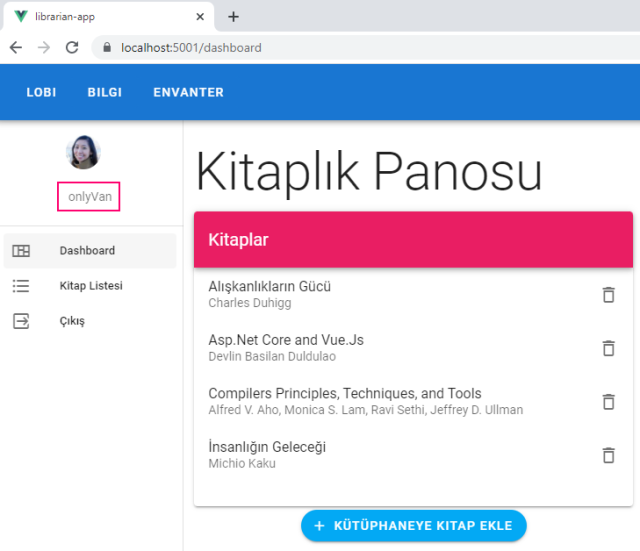 librarian-app
localhost:5001/dashboard
LOBI BILGI ENVANTER
onlyVan
Dashboard
Kitap Listesi
Çıkış
Kitaplık Panosu
Kitaplar
Alışkanlıkların Gücü
Charles Duhigg
Asp.Net Core and Vue.Js
Devlin Basilan Duldulao
Compilers Principles, Techniques, and Tools
Alfred V. Aho, Monica S. Lam, Ravi Sethi, Jeffrey D. Ullman
İnsanlığın Geleceği
Michio Kaku
+ KÜTÜPHANEYE KITAP EKLE